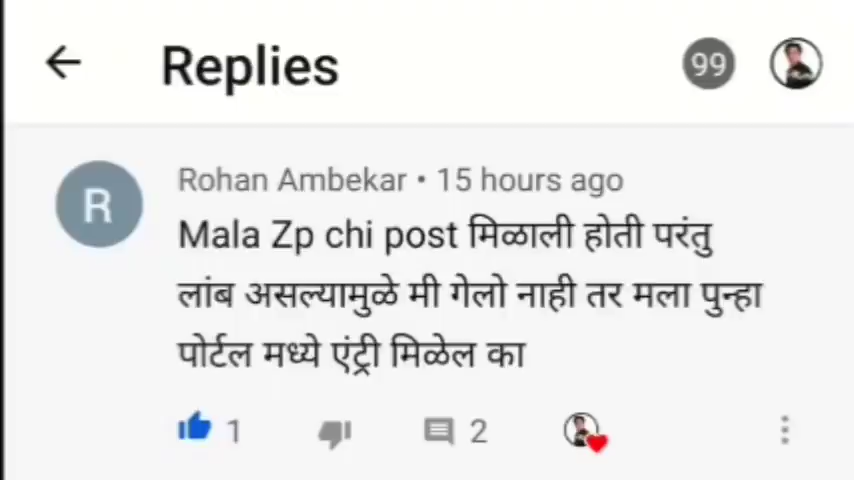 Replies
99
R
Rohan Ambekar • 15 hours ago
Mala Zp chi post मिळाली होती परंतु
लांब असल्यामुळे मी गेलो नाही तर मला पुन्हा
पोर्टल मध्ये एंट्री मिळेल का
1
2